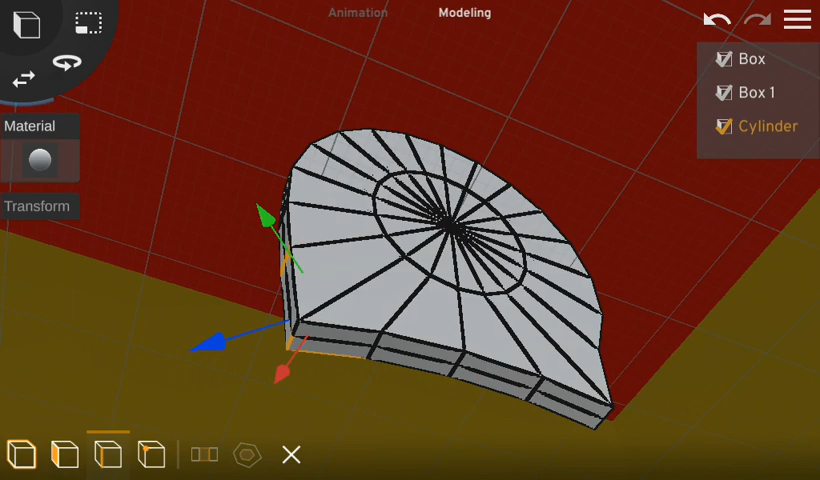 Animation
Modeling
Box
Box 1
Cylinder
Material
Transform